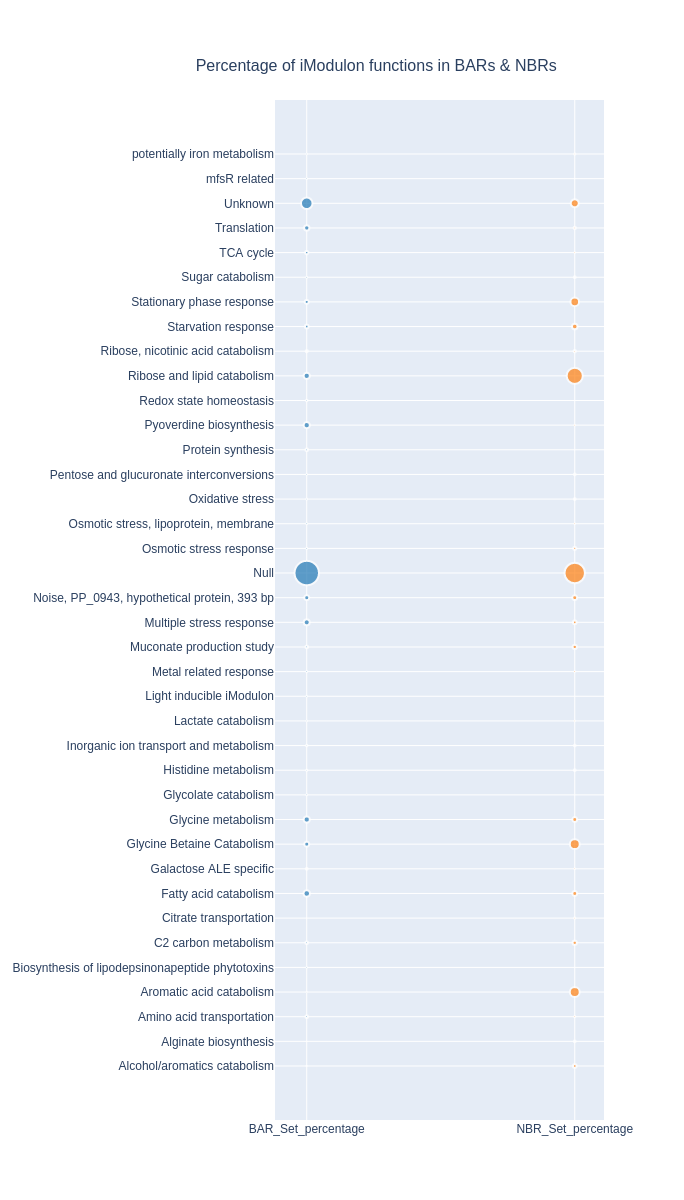 Percentage of iModulon functions in BARs & NBRs
potentially iron metabolism
mfsR related
Unknown
Translation
TCA cycle
Sugar catabolism
Stationary phase response
Starvation response
Ribose, nicotinic acid catabolism
Ribose and lipid catabolism
Redox state homeostasis
Pyoverdine biosynthesis
Protein synthesis
Pentose and glucuronate interconversions
Oxidative stress
Osmotic stress, lipoprotein, membrane
Osmotic stress response
Null
Noise, PP_0943, hypothetical protein, 393 bp
Multiple stress response
Muconate production study
Metal related response
Light inducible iModulon
Lactate catabolism
Inorganic ion transport and metabolism
Histidine metabolism
Glycolate catabolism
Glycine metabolism
Glycine Betaine Catabolism
Galactose ALE specific
Fatty acid catabolism
Citrate transportation
C2 carbon metabolism
Biosynthesis of lipodepsinonapeptide phytotoxins
Aromatic acid catabolism
Amino acid transportation
Alginate biosynthesis
Alcohol/aromatics catabolism
BAR_Set_percentage
NBR_Set_percentage